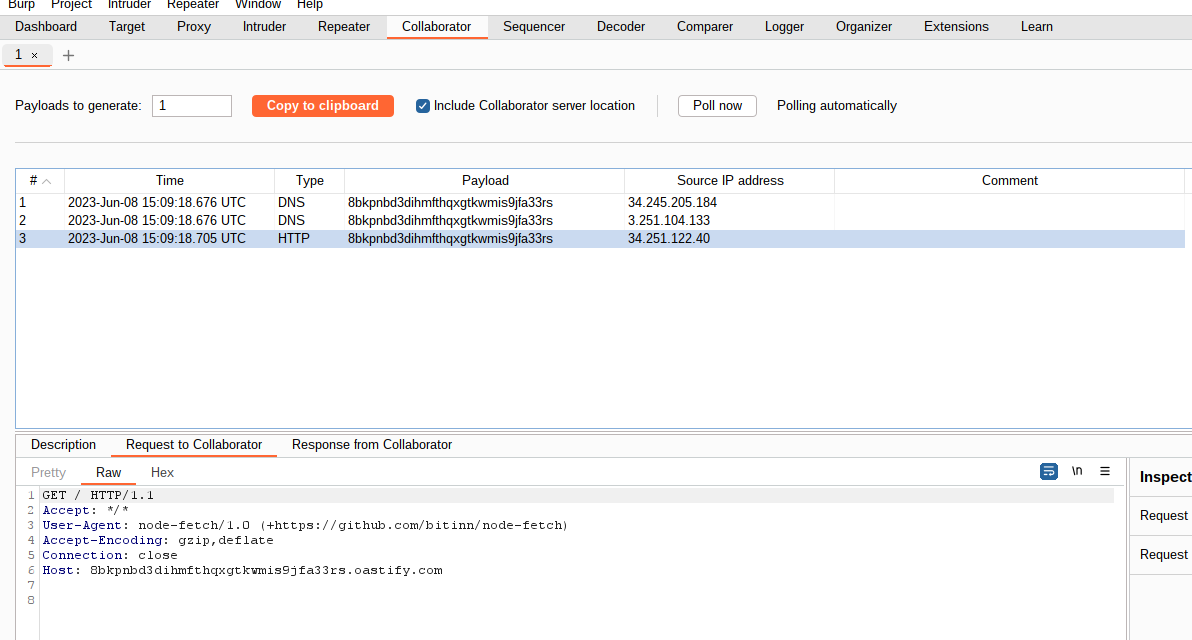 Burp Project Intruder Repeater Window Help
Dashboard Target Proxy Intruder Repeater Collaborator Sequencer Decoder Comparer Logger Organizer Extensions Learn
1 × +
Payloads to generate: 1 Copy to clipboard Include Collaborator server location Poll now Polling automatically
# Time Type Payload Source IP address Comment
1 2023-Jun-08 15:09:18.676 UTC DNS 8bkpnbd3dihmfthqxgtkwmis9jfa33rs 34.245.205.184
2 2023-Jun-08 15:09:18.676 UTC DNS 8bkpnbd3dihmfthqxgtkwmis9jfa33rs 3.251.104.133
3 2023-Jun-08 15:09:18.705 UTC HTTP 8bkpnbd3dihmfthqxgtkwmis9jfa33rs 34.251.122.40
Description Request to Collaborator Response from Collaborator
Pretty Raw Hex \n
Inspect
1 GET / HTTP/1.1
2 Accept: */*
3 User-Agent: node-fetch/1.0 (+https://github.com/bitinn/node-fetch)
4 Accept-Encoding: gzip,deflate
5 Connection: close
6 Host: 8bkpnbd3dihmfthqxgtkwmis9jfa33rs.oastify.com
7
8
Request
Request